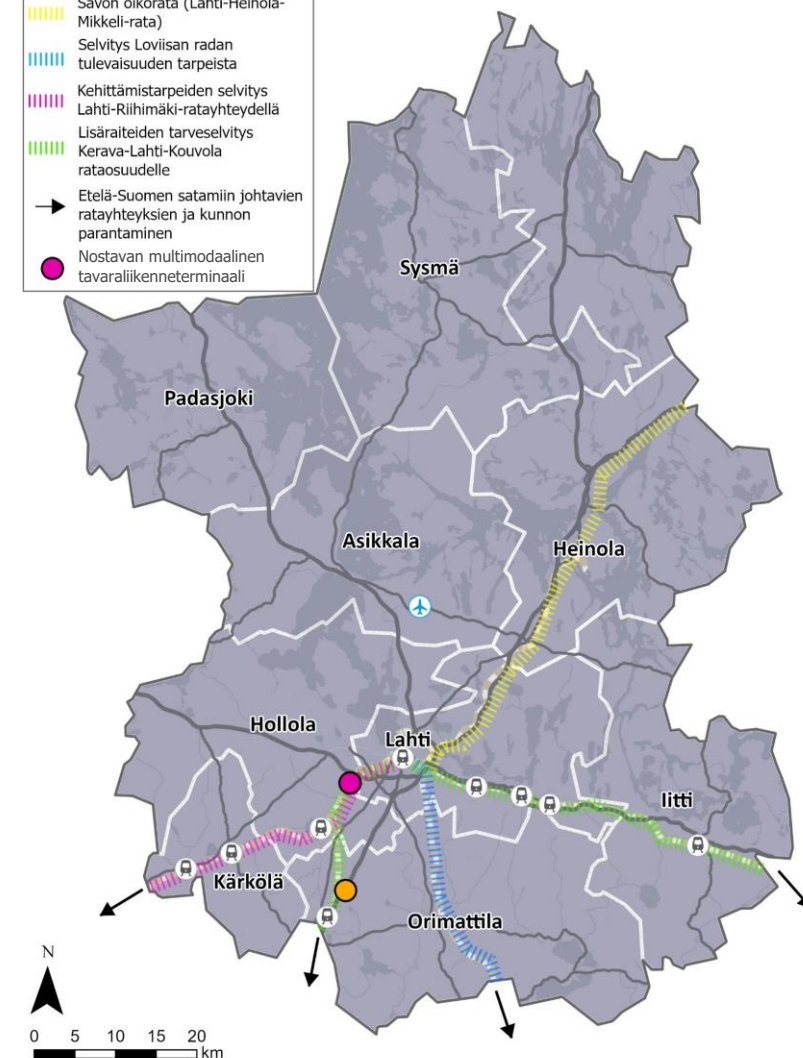 Savon oikorata (Lahti-Heinola-
Mikkeli-rata)
Selvitys Loviisan radan
tulevaisuuden tarpeista
Kehittämistarpeiden selvitys
Lahti-Riihimäki-ratayhteydellä
Lisäraiteiden tarveselvitys
Kerava-Lahti-Kouvola
rataosuudelle
Etelä-Suomen satamiin johtavien
ratayhteyksien ja kunnon
parantaminen
Nostavan multimodaalinen
tavaraliikenneterminaali
Sysmä
Padasjoki
Asikkala
Heinola
Hollola
Lahti
Iitti
Kärkölä
Orimattila
N
0 5 10 15 20
km